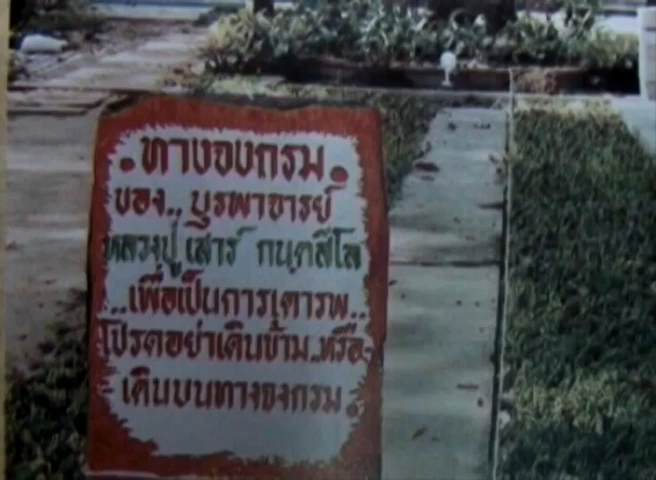 ทางจงกรม
ของ.. บูรพาจารย์
หลวงปู่ เสาร์ กนฺตสีโล
..เพื่อเป็นการเคารพ..
โปรดอย่าเดินข้าม..หรือ
เดินบนทางจงกรม